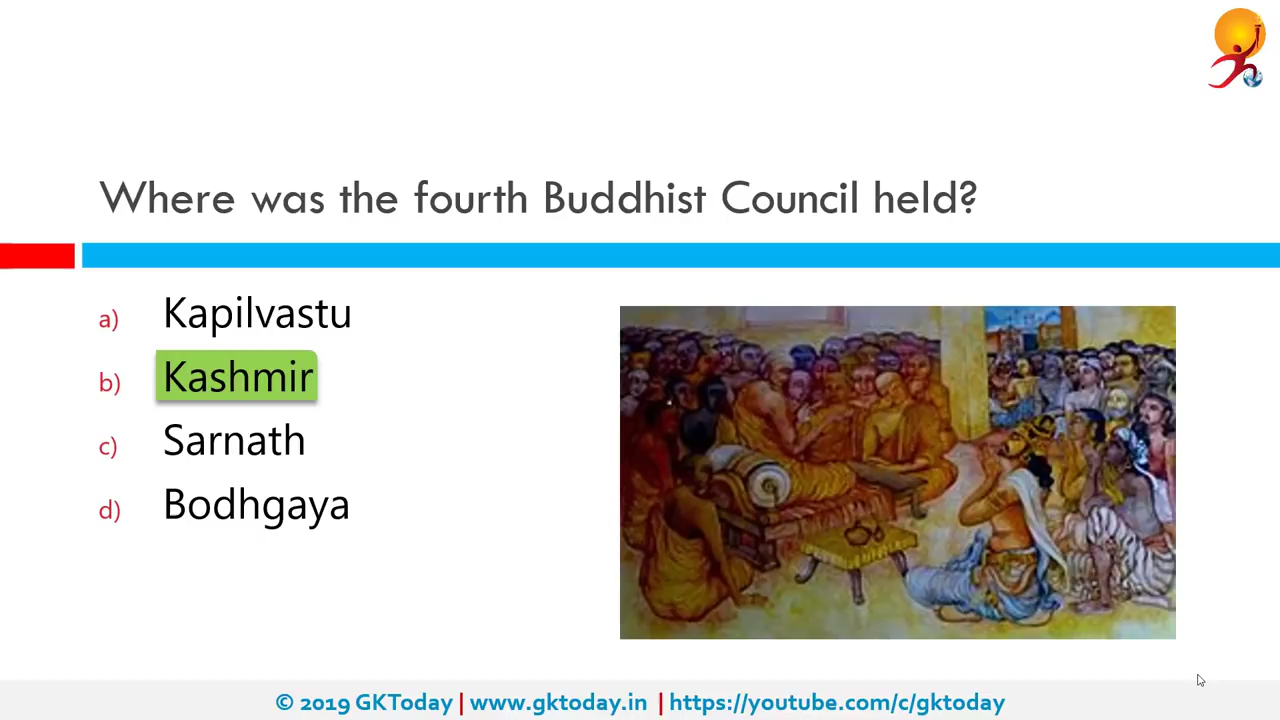 Where was the fourth Buddhist Council held?
a) Kapilvastu
b) Kashmir
c) Sarnath
d) Bodhgaya
© 2019 GKToday | www.gktoday.in | https://youtube.com/c/gktoday